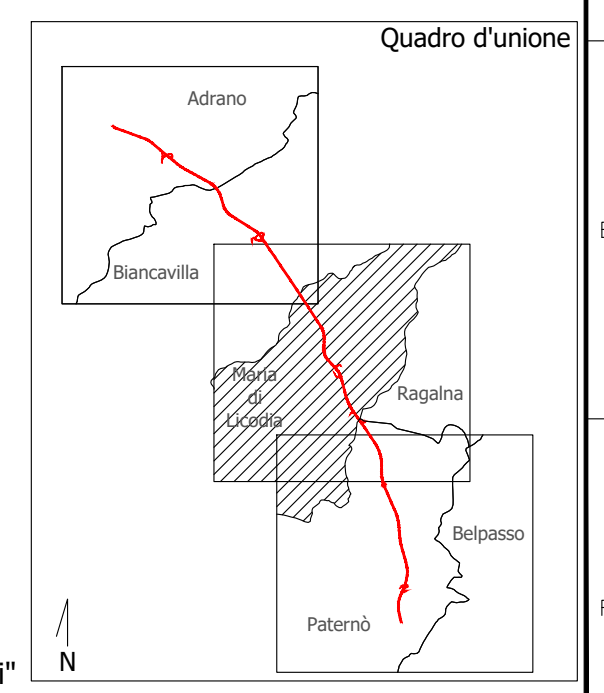 Quadro d'unione
Adrano
Biancavilla
Maria
di
Licodia
Ragalna
Belpasso
Paternò
N
i"